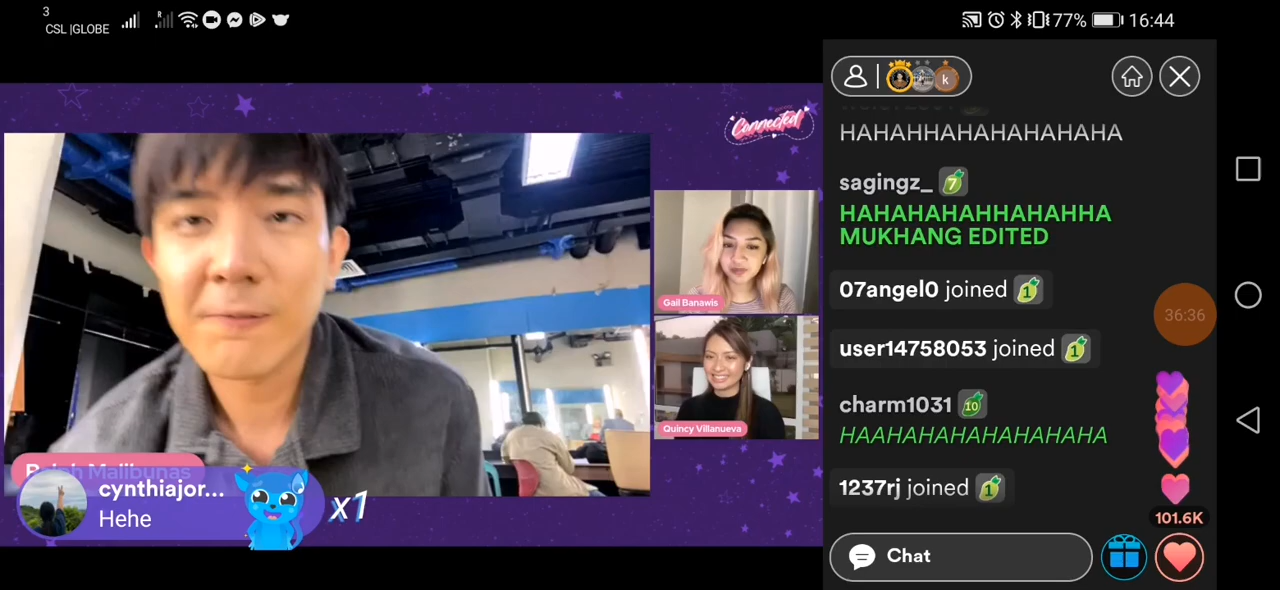 3
CSL |GLOBE
R
77%
16:44
Connected
Gail Banawis
Quincy Villanueva
Malibunas
cynthiajor...
Hehe
x1
k
HAHAHHAHAHAHAHAHA
sagingz_ 7
HAHAHAHAHHAHAHHA
MUKHANG EDITED
07angel0 joined 1
user14758053 joined 1
charm1031 10
HAAHAHAHAHAHAHAHA
1237rj joined 1
36:36
101.6K
Chat